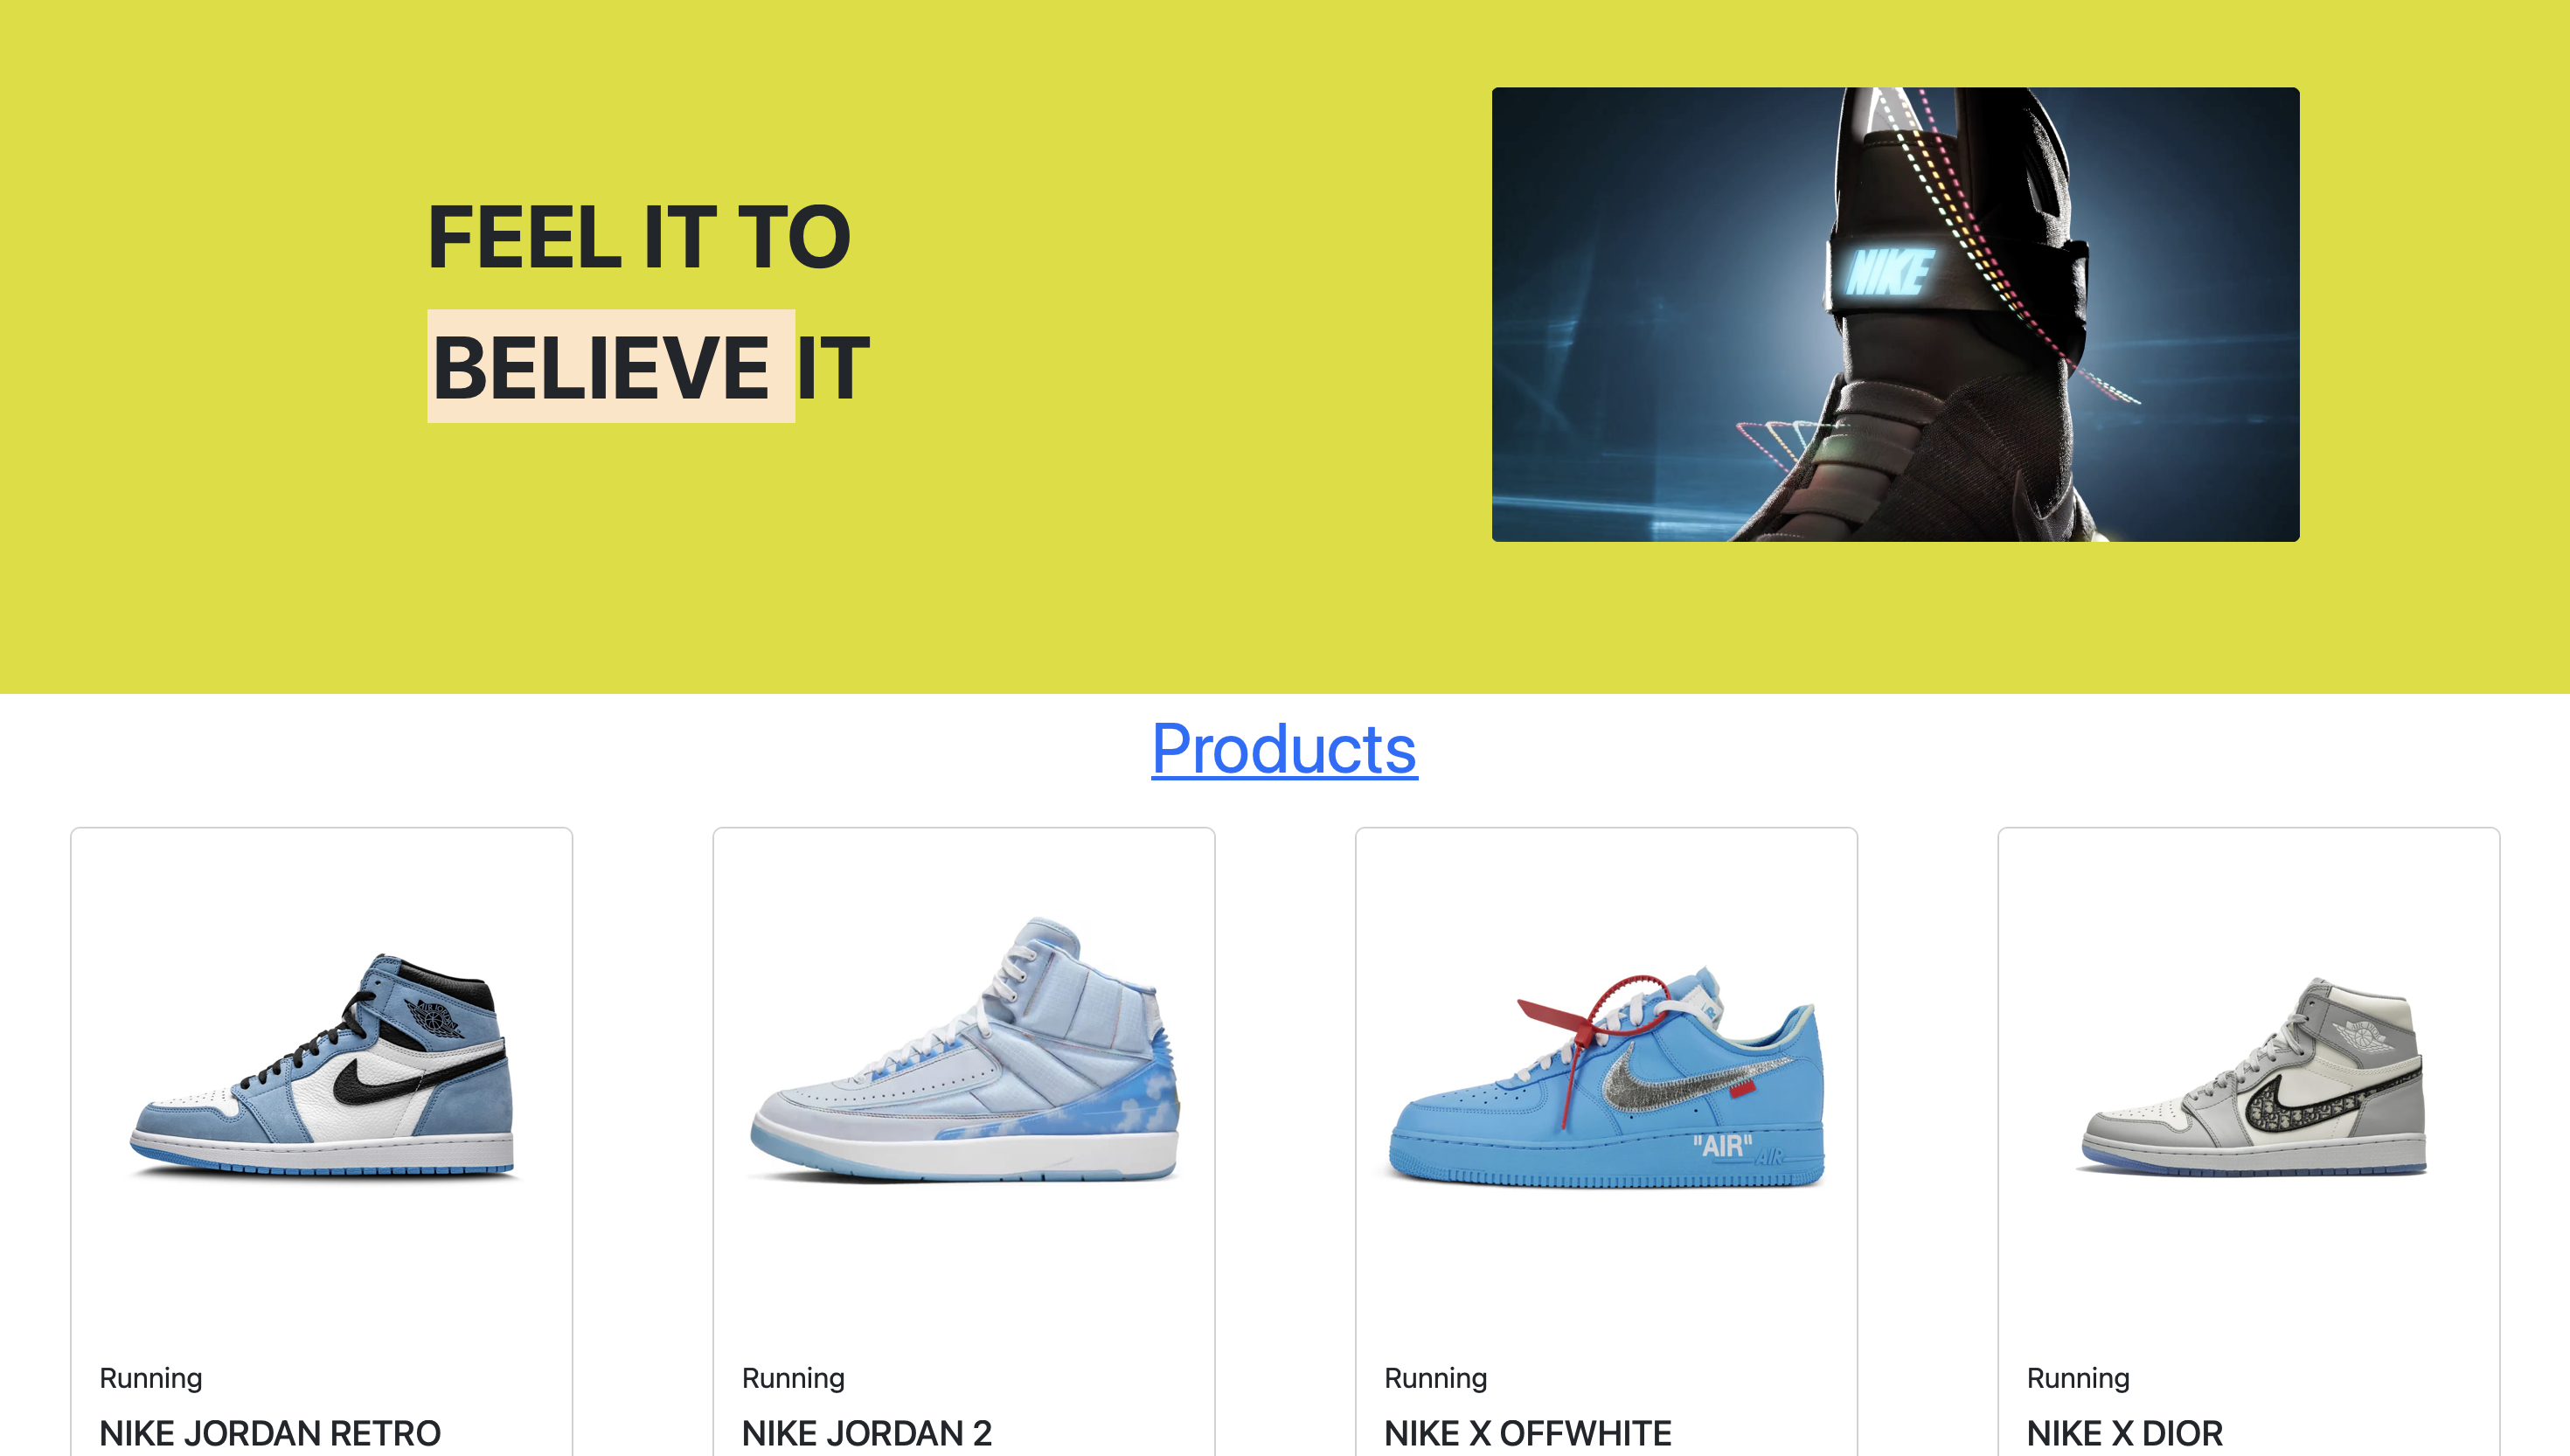 FEEL IT TO
BELIEVE IT
NIKE
Products
"AIR"
AIR
Running
NIKE JORDAN RETRO
Running
NIKE JORDAN 2
Running
NIKE X OFFWHITE
Running
NIKE X DIOR